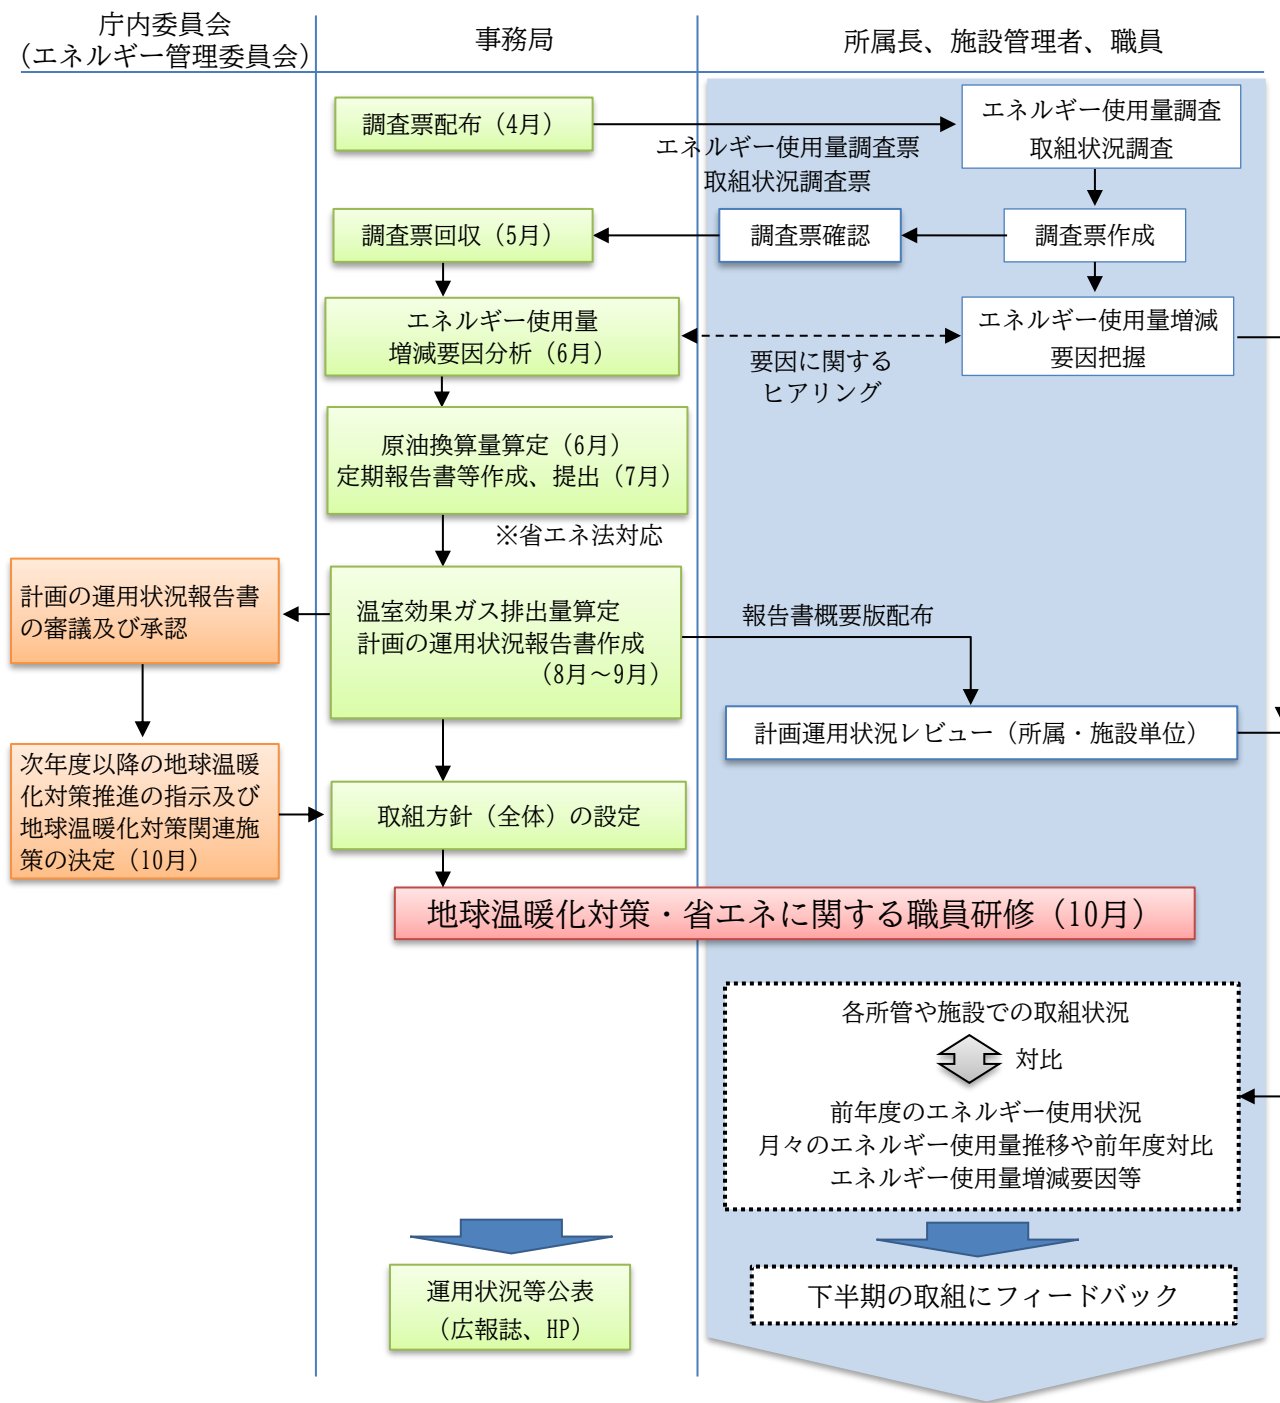 庁内委員会
(エネルギー管理委員会)
事務局
所属長、施設管理者、職員
調査票配布（4月）
エネルギー使用量調査票
取組状況調査票
エネルギー使用量調査
取組状況調査
調査票回収（5月）
調査票確認
調査票作成
エネルギー使用量
増減要因分析（6月）
要因に関する
ヒアリング
エネルギー使用量増減
要因把握
原油換算量算定（6月）
定期報告書等作成、提出（7月）
※省エネ法対応
計画の運用状況報告書
の審議及び承認
温室効果ガス排出量算定
計画の運用状況報告書作成
（8月～9月）
報告書概要版配布
計画運用状況レビュー（所属・施設単位）
次年度以降の地球温暖
化対策推進の指示及び
地球温暖化対策関連施
策の決定（10月）
取組方針（全体）の設定
地球温暖化対策・省エネに関する職員研修（10月）
各所管や施設での取組状況
対比
前年度のエネルギー使用状況
月々のエネルギー使用量推移や前年度対比
エネルギー使用量増減要因等
運用状況等公表
（広報誌、HP）
下半期の取組にフィードバック